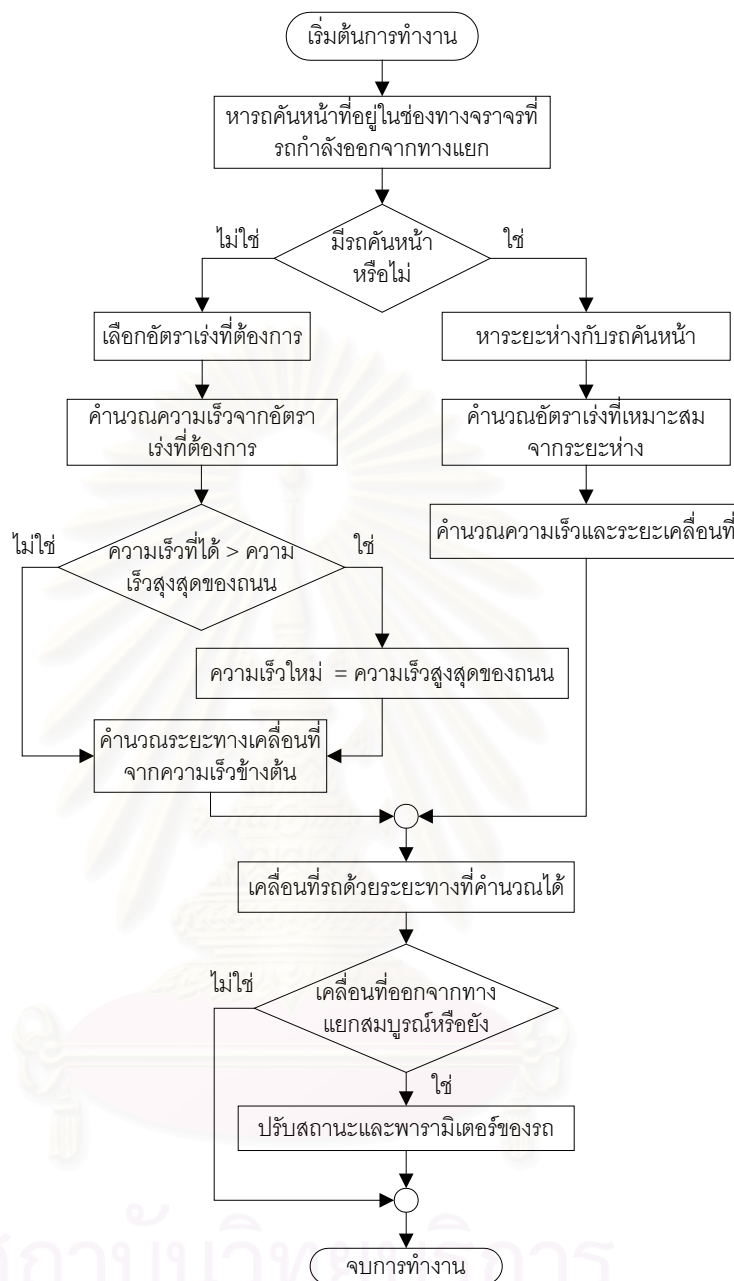 เริ่มต้นการทำงาน
หารถคันหน้าที่อยู่ในช่องทางจราจรที่
รถกำลังออกจากทางแยก
มีรถคันหน้า
หรือไม่
ไม่ใช่
ใช่
เลือกอัตราเร่งที่ต้องการ
หาระยะห่างกับรถคันหน้า
คำนวณความเร็วจากอัตรา
เร่งที่ต้องการ
คำนวณอัตราเร่งที่เหมาะสม
จากระยะห่าง
คำนวณความเร็วและระยะเคลื่อนที่
ไม่ใช่
ความเร็วที่ได้ > ความ
เร็วสุงสุดของถนน
ใช่
ความเร็วใหม่ = ความเร็วสูงสุดของถนน
คำนวณระยะทางเคลื่อนที่
จากความเร็วข้างต้น
เคลื่อนที่รถด้วยระยะทางที่คำนวณได้
ไม่ใช่
เคลื่อนที่ออกจากทาง
แยกสมบูรณ์หรือยัง
ใช่
ปรับสถานะและพารามิเตอร์ของรถ
สถาบันวิทยบริการ
จบการทำงาน